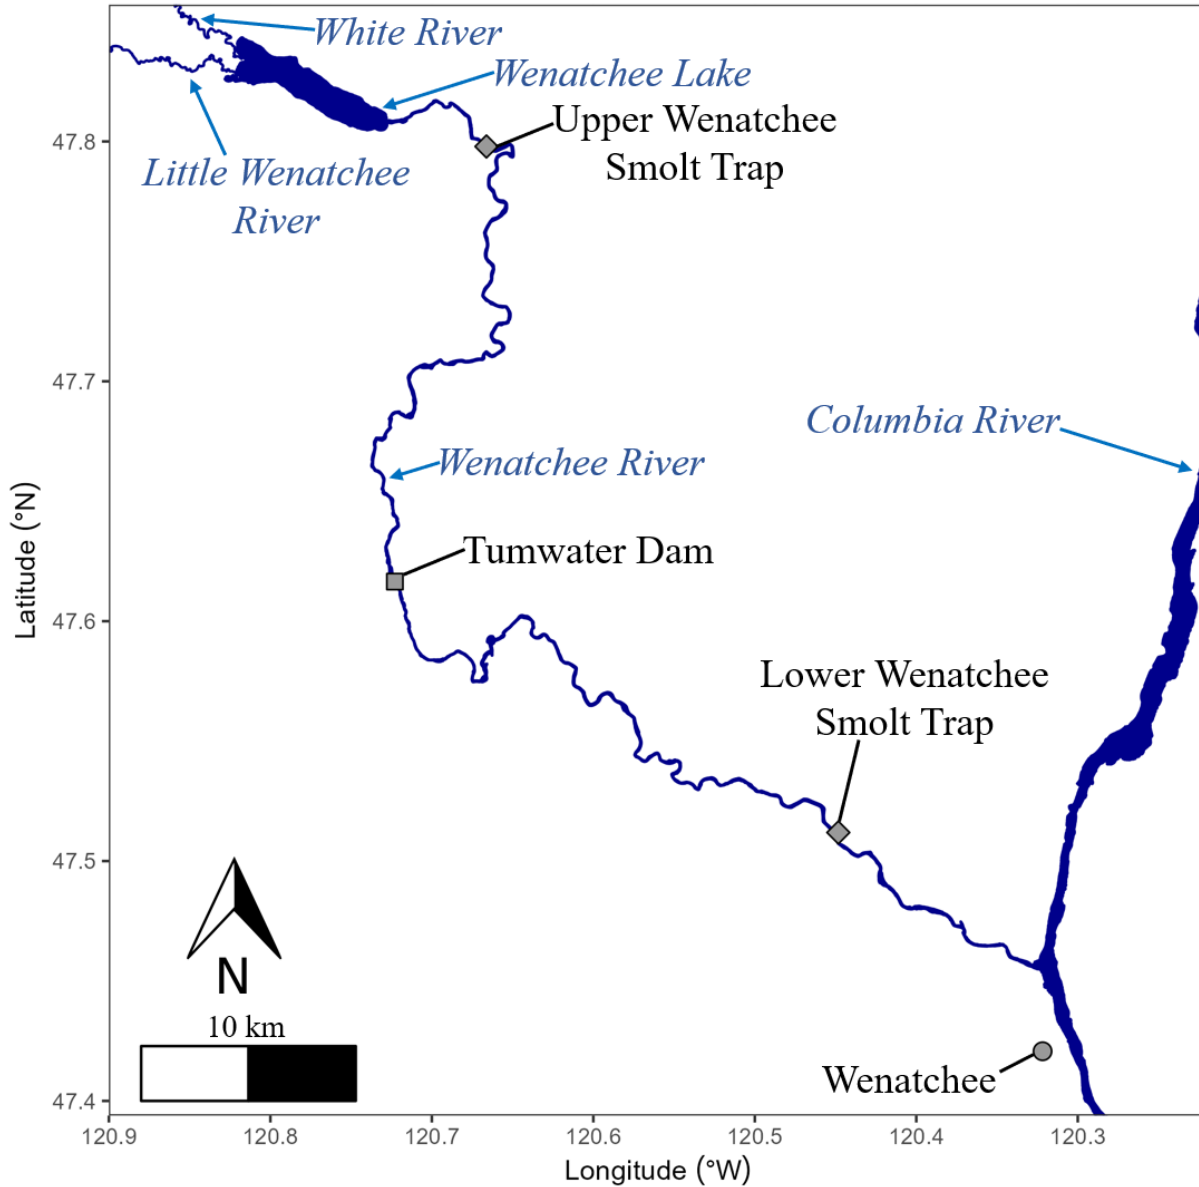 White River
Wenatchee Lake
Upper Wenatchee
Smolt Trap
Little Wenatchee
River
Columbia River
Wenatchee River
Tumwater Dam
Lower Wenatchee
Smolt Trap
N
10 km
Wenatchee
47.8
47.7
47.6
47.5
47.4
Latitude (°N)
120.9
120.8
120.7
120.6
120.5
120.4
120.3
Longitude (°W)